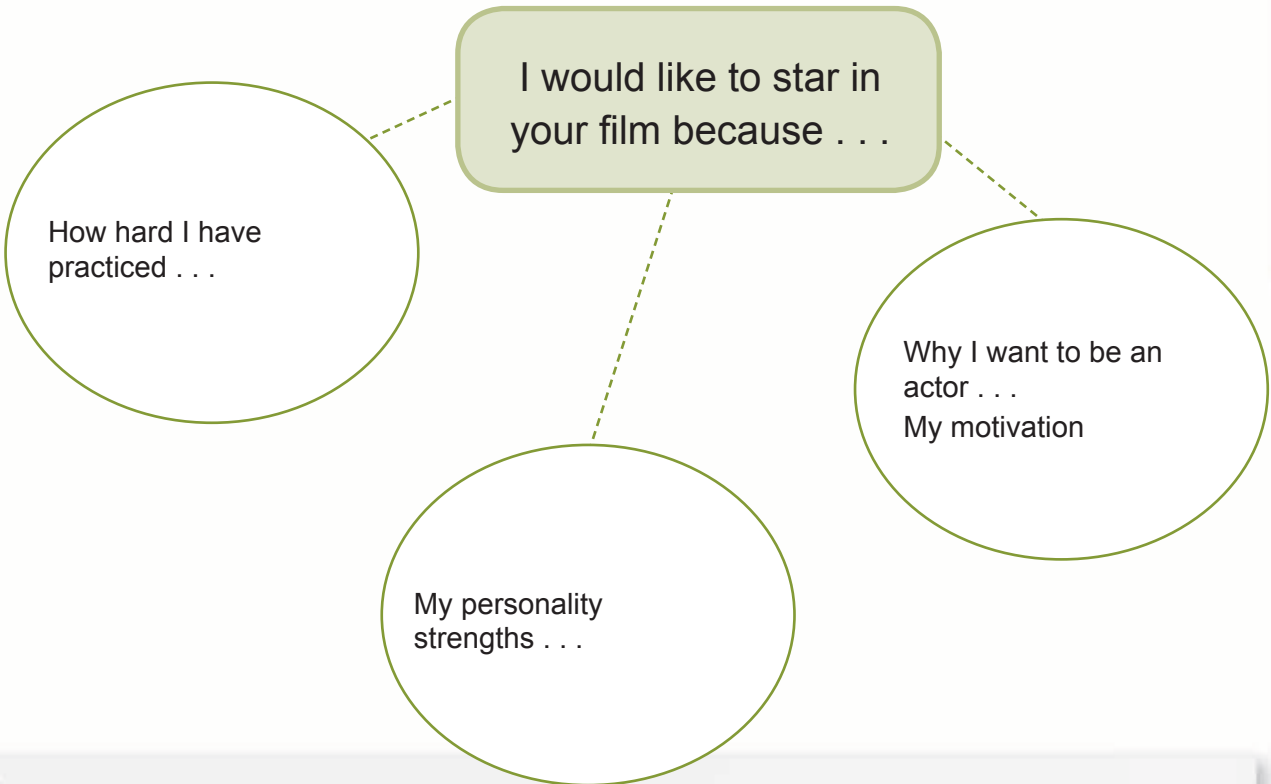 I would like to star in
your film because . . .
How hard I have
practiced . . .
Why I want to be an
actor . . .
My motivation
My personality
strengths . . .